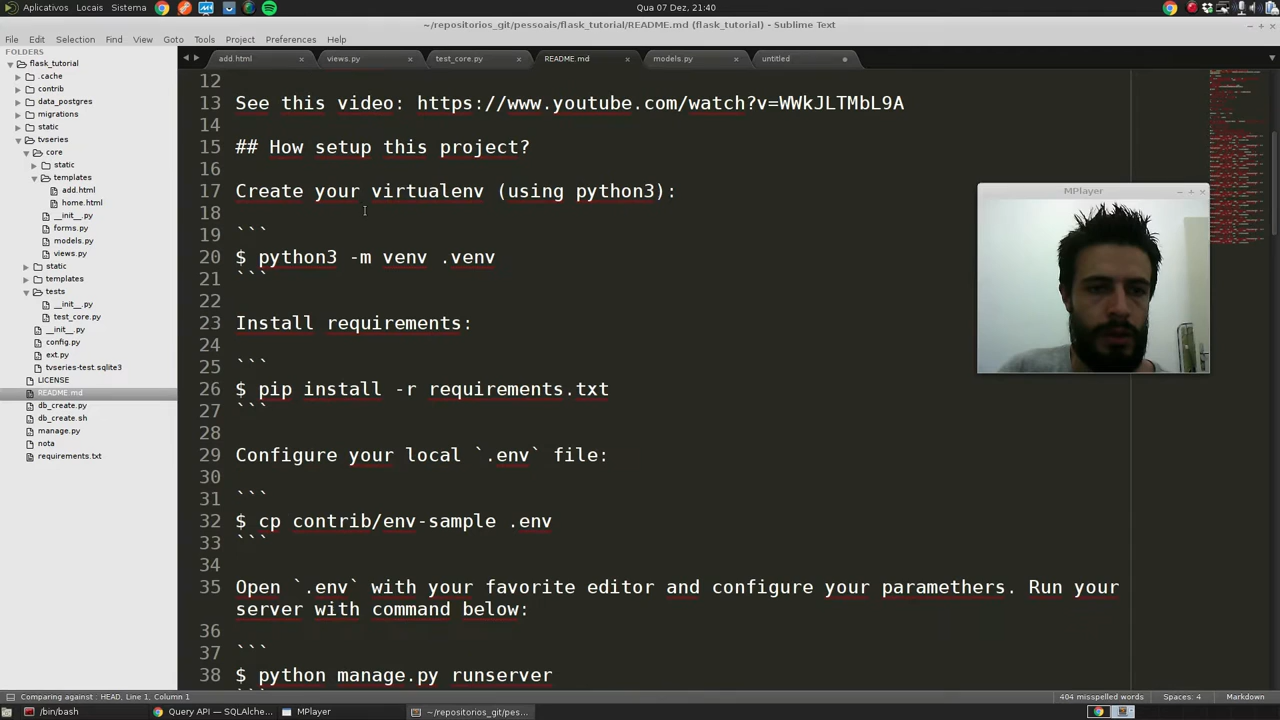 Aplicativos Locais Sistema
Qua 07 Dez, 21:40
~/repositorios_git/pessoais/flask_tutorial/README.md (flask_tutorial) - Sublime Text
File Edit Selection Find View Goto Tools Project Preferences Help
FOLDERS
flask_tutorial
.cache
contrib
data_postgres
migrations
static
tvseries
core
static
templates
add.html
home.html
__init__.py
forms.py
models.py
views.py
static
templates
tests
__init__.py
test_core.py
__init__.py
config.py
ext.py
tvseries-test.sqlite3
LICENSE
README.md
db_create.py
db_create.sh
manage.py
nota
requirements.txt
add.html views.py test_core.py README.md models.py untitled
12
13 See this video: https://www.youtube.com/watch?v=WWkJLTMbL9A
14
15 ## How setup this project?
16
17 Create your virtualenv (using python3):
18
19 ```
20 $ python3 -m venv .venv
21 ```
22
23 Install requirements:
24
25 ```
26 $ pip install -r requirements.txt
27 ```
28
29 Configure your local `.env` file:
30
31 ```
32 $ cp contrib/env-sample .env
33 ```
34
35 Open `.env` with your favorite editor and configure your paramethers. Run your
server with command below:
36
37 ```
38 $ python manage.py runserver
MPlayer
Comparing against : HEAD, Line 1, Column 1
404 misspelled words Spaces: 4 Markdown
/bin/bash Query API — SQLAlche... MPlayer ~/repositorios_git/pes...